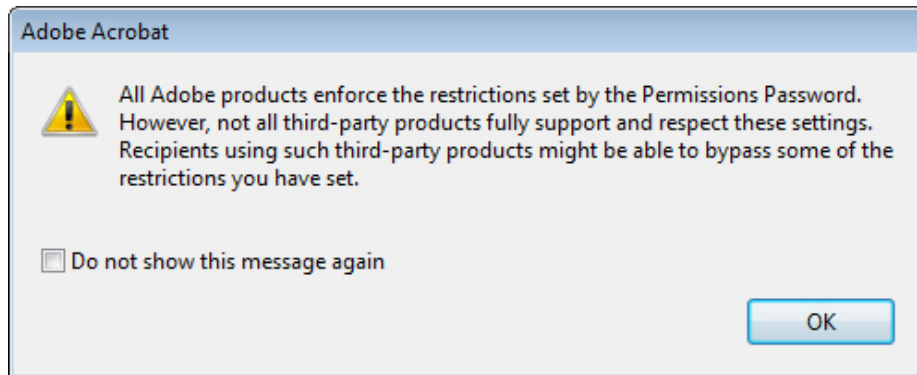 Adobe Acrobat
All Adobe products enforce the restrictions set by the Permissions Password.
However, not all third-party products fully support and respect these settings.
Recipients using such third-party products might be able to bypass some of the
restrictions you have set.
Do not show this message again
OK